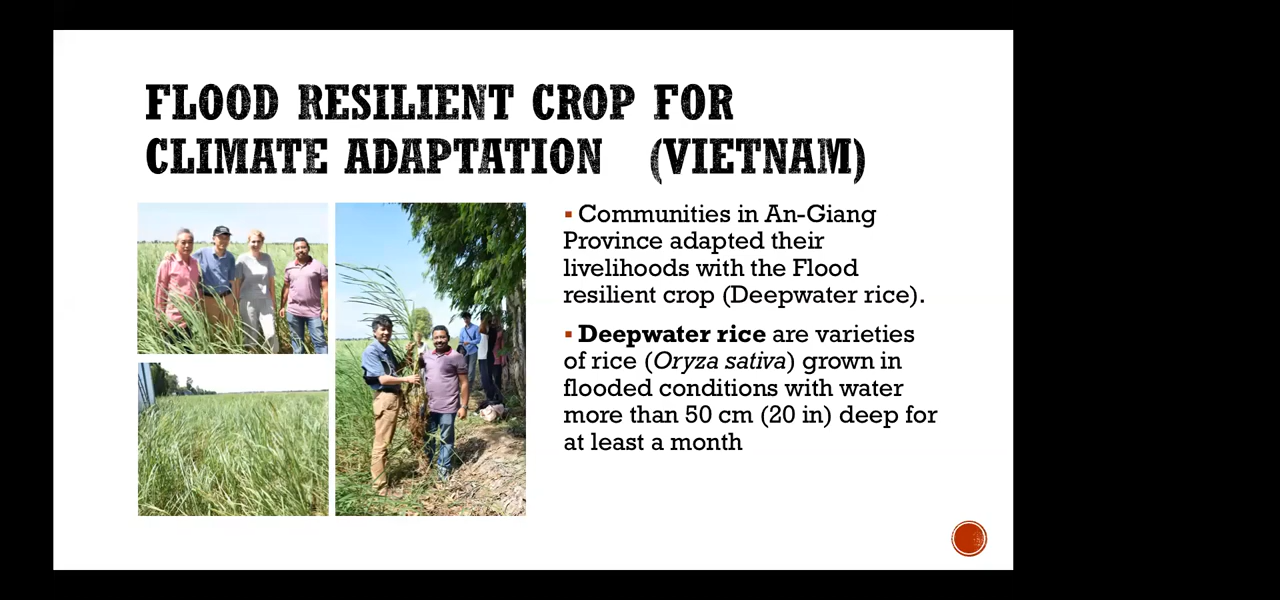 FLOOD RESILIENT CROP FOR
CLIMATE ADAPTATION (VIETNAM)
▪ Communities in An-Giang
Province adapted their
livelihoods with the Flood
resilient crop (Deepwater rice).
▪ Deepwater rice are varieties
of rice (Oryza sativa) grown in
flooded conditions with water
more than 50 cm (20 in) deep for
at least a month